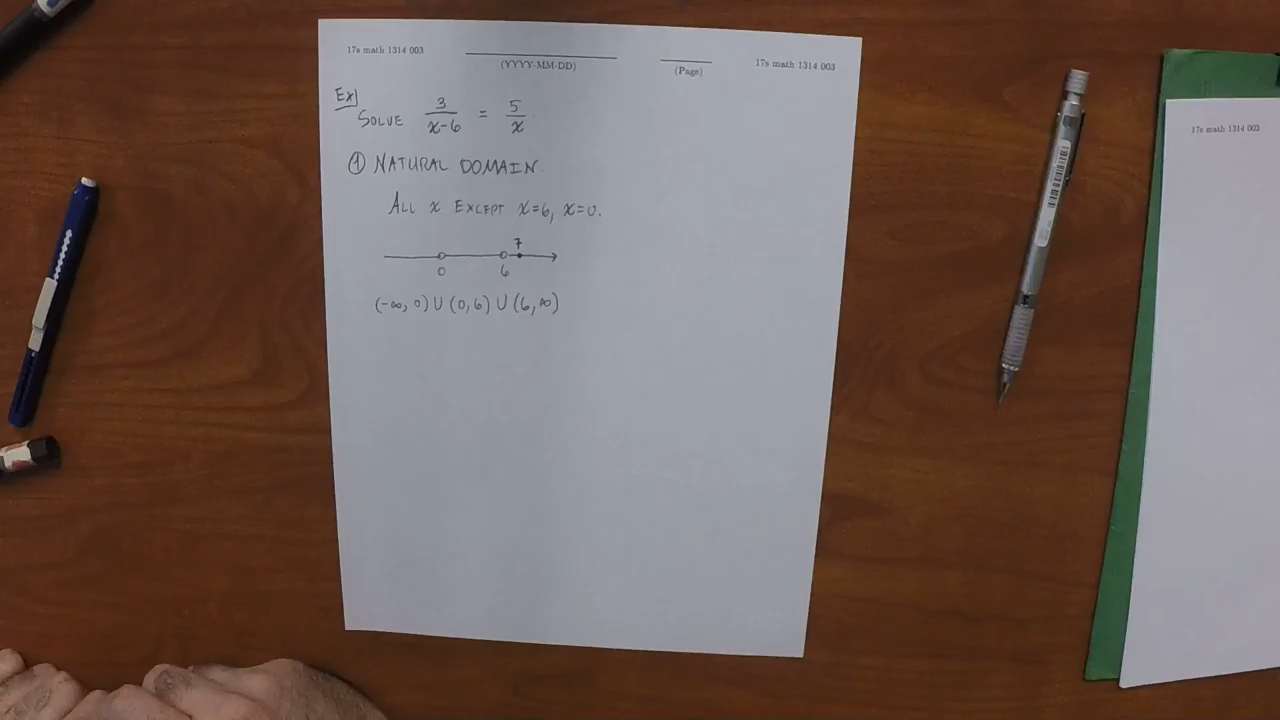 17s math 1314 003
(YYYY-MM-DD)
(Page)
17s math 1314 003
Ex
SOLVE 3/(x-6) = 5/x
① NATURAL DOMAIN.
ALL x EXCEPT x=6, x=0.
7
0 6
(-∞, 0) ∪ (0, 6) ∪ (6, ∞)
17s math 1314 003